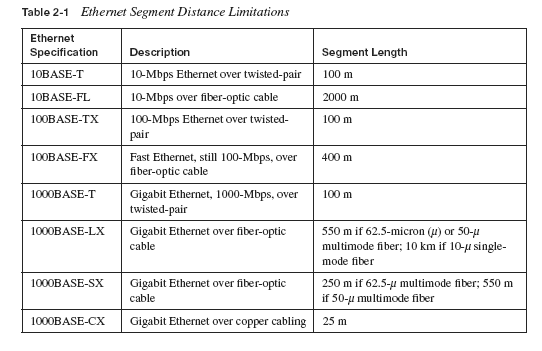 Table 2-1 Ethernet Segment Distance Limitations
Ethernet
Specification Description Segment Length
10BASE-T 10-Mbps Ethernet over twisted-pair 100 m
10BASE-FL 10-Mbps over fiber-optic cable 2000 m
100BASE-TX 100-Mbps Ethernet over twisted- 100 m
pair
100BASE-FX Fast Ethernet, still 100-Mbps, over 400 m
fiber-optic cable
1000BASE-T Gigabit Ethernet, 1000-Mbps, over 100 m
twisted-pair
1000BASE-LX Gigabit Ethernet over fiber-optic 550 m if 62.5-micron (μ) or 50-μ
cable multimode fiber; 10 km if 10-μ single-
mode fiber
1000BASE-SX Gigabit Ethernet over fiber-optic 250 m if 62.5-μ multimode fiber; 550 m
cable if 50-μ multimode fiber
1000BASE-CX Gigabit Ethernet over copper cabling 25 m